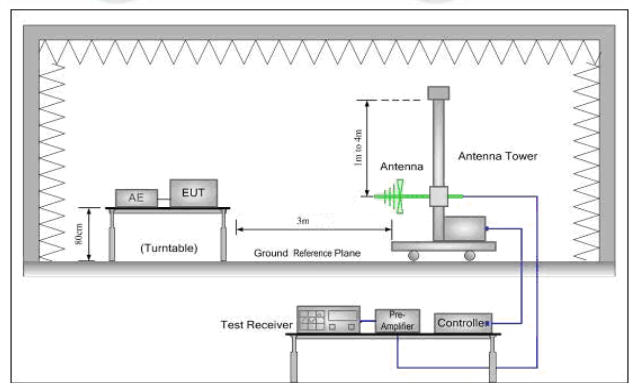 1m to 4m
Antenna
Antenna Tower
AE
EUT
80cm
(Turntable)
3m
Ground Reference Plane
Test Receiver
Pre-
Amplifier
Controller